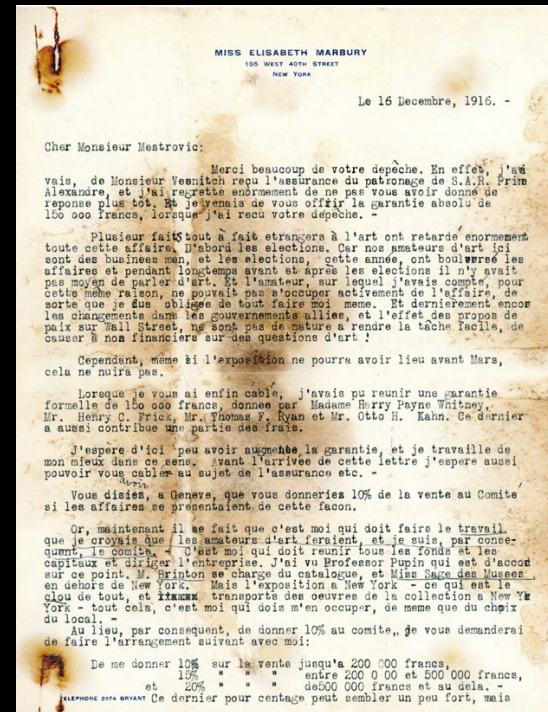 MISS ELISABETH MARBURY
105 WEST 40TH STREET
NEW YORK
Le 16 Decembre, 1916. -
Cher Monsieur Mestrovic:
Merci beaucoup de votre depêche. En effet, j'avais
vais, de Monsieur Vesnitch reçu l'assurance du patronage de S.A.R. Prins
Alexandre, et j'ai regrette enormement de ne pas vous avoir donné de
reponse plus tôt. Et je venais de vous offrir la garantie absolu de
150 000 francs, lorsque j'ai recu votre depêche. -
Plusieur faits tout à fait etrangers à l'art ont retardé enormement
toute cette affaire. D'abord les elections. Car nos amateurs d'art ici
sont des business men, et les elections, cette année, ont boulversé les
affaires et pendant longtemps avant et après les elections il n'y avait
pas moyen de parler d'art. Et l'amateur, sur lequel j'avais compté, pour
cette même raison, ne pouvait pas s'occuper activement de l'affaire, de
sorte que je fus obligée de tout faire moi meme. Et dernierement encore
les changements dans les gouvernements allies, et l'effet des propos de
paix sur Wall Street, ne sont pas de nature a rendre la tâche facile, de
causer à nos financiers sur des questions d'art !
Cependant, même si l'exposition ne pourra avoir lieu avant Mars,
cela ne nuira pas.
Lorsque je vous ai enfin cablé, j'avais pu reunir une garantie
formelle de 150 000 francs, donnée par Madame Harry Payne Whitney,
Mr. Henry C. Frick, Mr. Thomas F. Ryan et Mr. Otto H. Kahn. Ce dernier
a aussi contribue une partie des frais.
J'espère d'ici peu avoir augmenté la garantie, et je travaille de
mon mieux dans ce sens. Avant l'arrivée de cette lettre j'espere aussi
pouvoir vous cabler au sujet de l'assurance etc. -
avoir
Vous disiez, a Geneve, que vous donneriez 10% de la vente au Comité
si les affaires se presentaient de cette facon.
Or, maintenant il se fait que c'est moi qui doit faire le travail
que je croyais que les amateurs d'art feraient, et je suis, par conse-
quent, le comite. - C'est moi qui doit reunir tous les fonds et les
capitaux et diriger l'entreprise. J'ai vu Professor Pupin qui est d'accord
sur ce point. M. Brinton se charge du catalogue, et Miss Sage des Musees
en dehors de New York. Mais l'exposition a New York - ce qui est le
clou de tout, et transports des oeuvres de la collection a New Yk
York - tout cela, c'est moi qui dois m'en occuper, de meme que du choix
du local. -
Au lieu, par consequent, de donner 10% au comite,, je vous demanderai
de faire l'arrangement suivant avec moi:
De me donner 10% sur la vente jusqu'a 200 000 francs,
15% " " " entre 200 0 00 et 500 000 francs,
et 20% " " " de500 000 francs et au dela. -
TELEPHONE 2974 BRYANT Ce dernier pour centage peut sembler un peu fort, mais